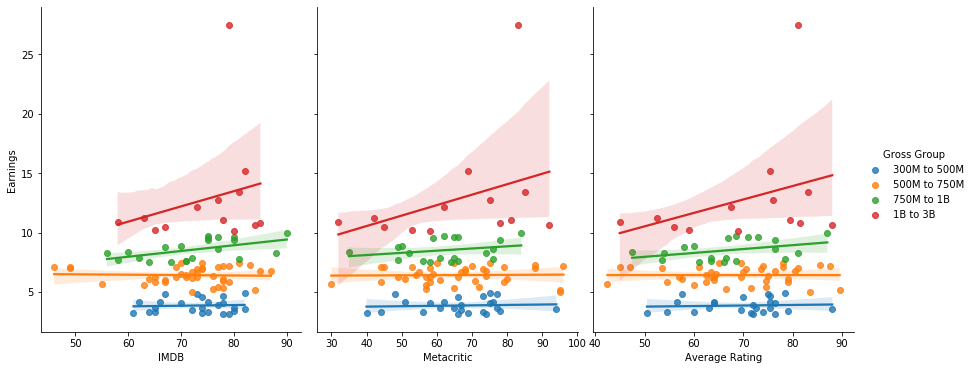 25
20
15
10
5
Earnings
50 60 70 80 90
IMDB
30 40 50 60 70 80 90 100
Metacritic
40 50 60 70 80 90
Average Rating
Gross Group
300M to 500M
500M to 750M
750M to 1B
1B to 3B